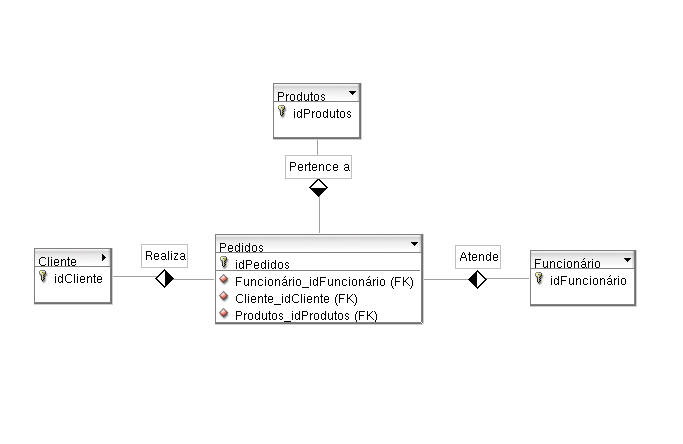 Produtos
idProdutos
Pertence a
Cliente
idCliente
Realiza
Pedidos
idPedidos
Funcionário_idFuncionário (FK)
Cliente_idCliente (FK)
Produtos_idProdutos (FK)
Atende
Funcionário
idFuncionário